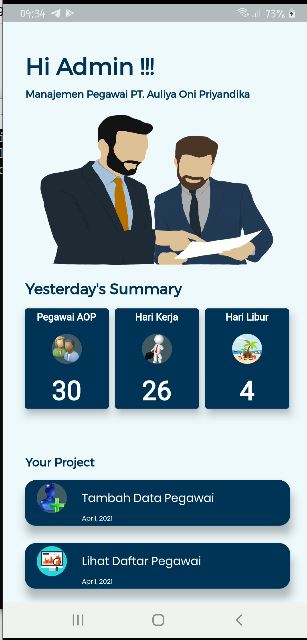 09:34
73%
Hi Admin !!!
Manajemen Pegawai PT. Auliya Oni Priyandika
Yesterday's Summary
Pegawai AOP Hari Kerja Hari Libur
30 26 4
Your Project
Tambah Data Pegawai
April, 2021
Lihat Daftar Pegawai
April, 2021